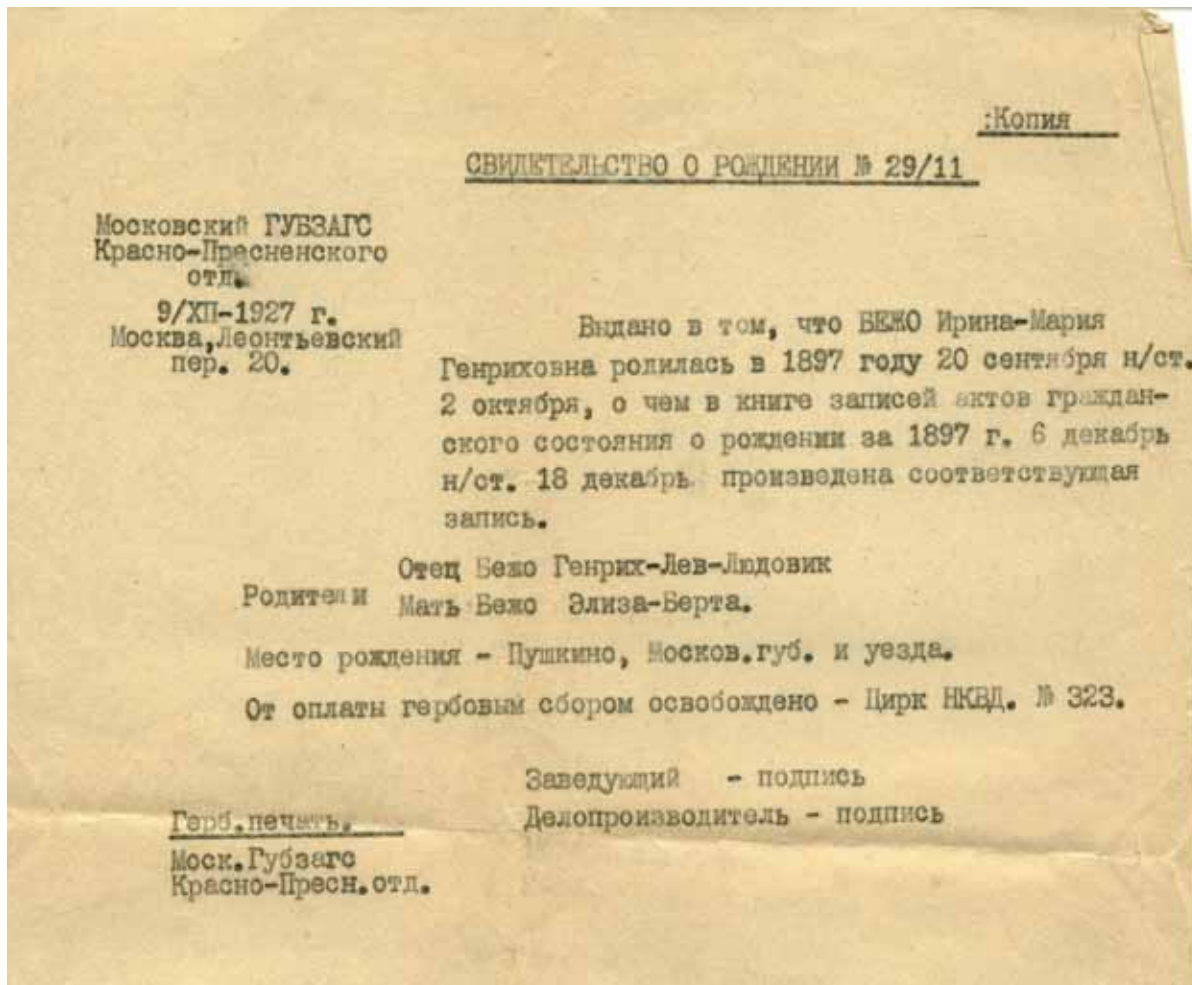 :Копия
СВИДЕТЕЛЬСТВО О РОЖДЕНИИ № 29/11
Московский ГУБЗАГС
Красно-Пресненского
отд.
9/ХП-1927 г.
Москва,Леонтьевский
пер. 20.
Выдано в том, что БЕЖО Ирина-Мария
Генриховна родилась в 1897 году 20 сентября н/ст.
2 октября, о чем в книге записей актов граждан-
ского состояния о рождении за 1897 г. 6 декабрь
н/ст. 18 декабрь произведена соответствующая
запись.
Отец Бежо Генрих-Лев-Людовик
Родители
Мать Бежо Элиза-Берта.
Место рождения - Пушкино, Москов.губ. и уезда.
От оплаты гербовым сбором освобождено - Цирк НКВД. № 323.
Заведующий - подпись
Делопроизводитель - подпись
Герб.печать.
Моск.Губзагс
Красно-Пресн.отд.